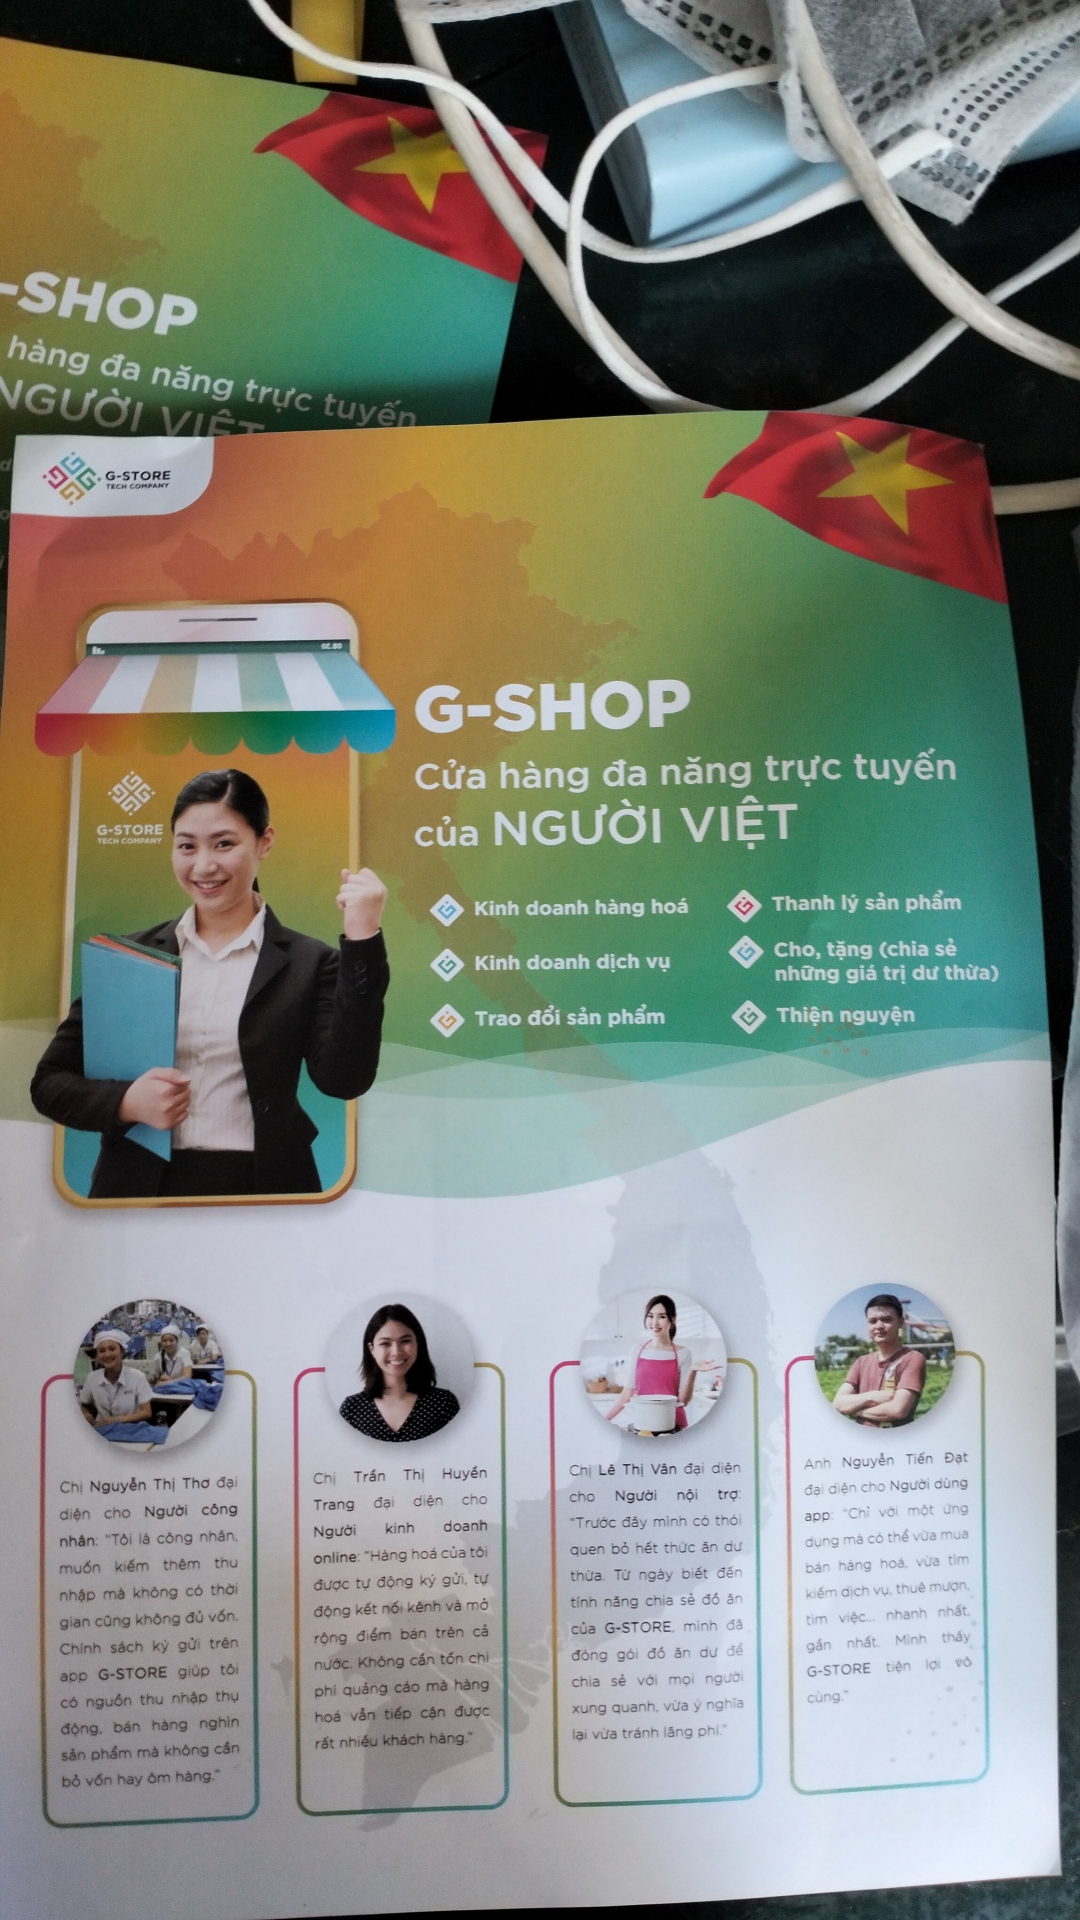 -SHOP
hàng đa năng trực tuyến
NGƯỜI VIỆT
G-STORE
TECH COMPANY
G-STORE
TECH COMPANY
G-SHOP
Cửa hàng đa năng trực tuyến
của NGƯỜI VIỆT
Kinh doanh hàng hoá
Kinh doanh dịch vụ
Trao đổi sản phẩm
Thanh lý sản phẩm
Cho, tặng (chia sẻ
những giá trị dư thừa)
Thiện nguyện
Chị Nguyễn Thị Thơ đại
diện cho Người công
nhân: “Tôi là công nhân,
muốn kiếm thêm thu
nhập mà không có thời
gian cũng không đủ vốn.
Chính sách ký gửi trên
app G-STORE giúp tôi
có nguồn thu nhập thụ
động, bán hàng nghìn
sản phẩm mà không cần
bỏ vốn hay ôm hàng.”
Chị Trần Thị Huyền
Trang đại diện cho
Người kinh doanh
online: “Hàng hoá của tôi
được tự động ký gửi, tự
động kết nối kênh và mở
rộng điểm bán trên cả
nước. Không cần tốn chi
phí quảng cáo mà hàng
hoá vẫn tiếp cận được
rất nhiều khách hàng.”
Chị Lê Thị Vân đại diện
cho Người nội trợ:
“Trước đây mình có thói
quen bỏ hết thức ăn dư
thừa. Từ ngày biết đến
tính năng chia sẻ đồ ăn
của G-STORE, mình đã
đóng gói đồ ăn dư để
chia sẻ với mọi người
xung quanh, vừa ý nghĩa
lại vừa tránh lãng phí.”
Anh Nguyễn Tiến Đạt
đại diện cho Người dùng
app: “Chỉ với một ứng
dụng mà có thể vừa mua
bán hàng hoá, vừa tìm
kiếm dịch vụ, thuê mượn,
tìm việc... nhanh nhất,
gần nhất. Mình thấy
G-STORE tiện lợi vô
cùng.”